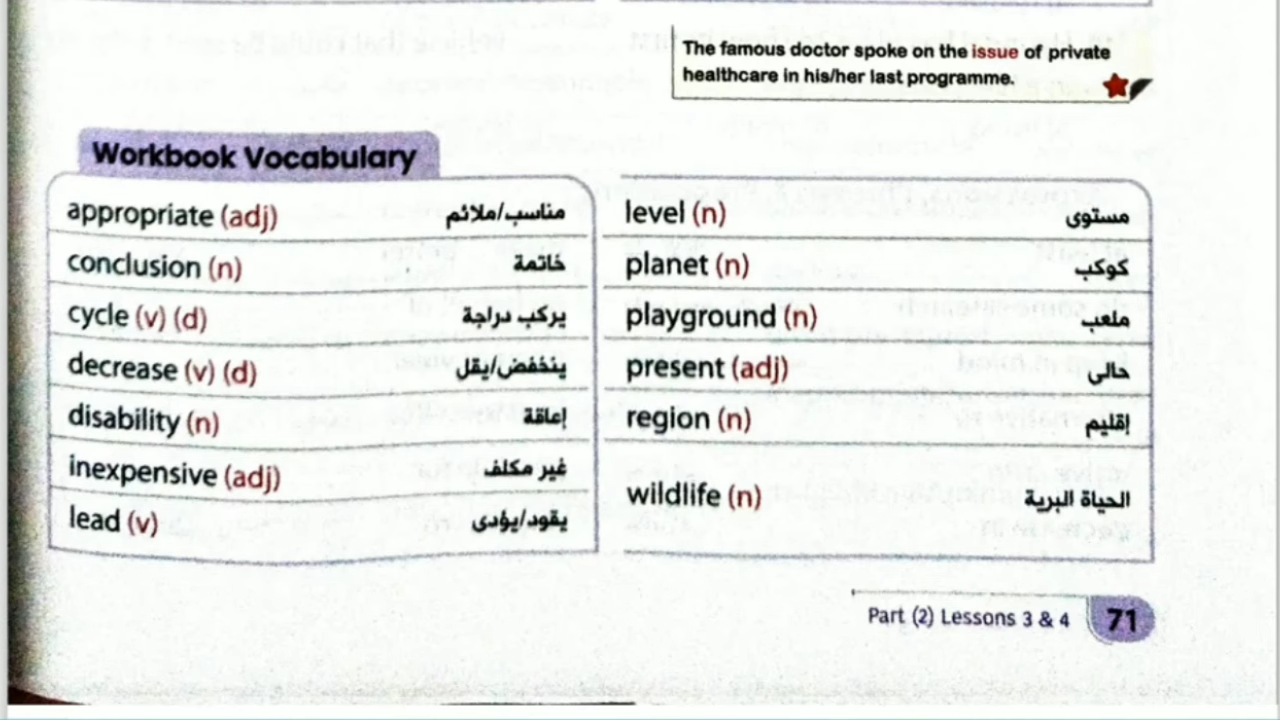 The famous doctor spoke on the issue of private
healthcare in his/her last programme.
Workbook Vocabulary
appropriate (adj) مناسب/ملائم
conclusion (n) خاتمة
cycle (v) (d) يركب دراجة
decrease (v) (d) ينخفض/يقل
disability (n) إعاقة
inexpensive (adj) غير مكلف
lead (v) يقود/يؤدى
level (n) مستوى
planet (n) كوكب
playground (n) ملعب
present (adj) حالى
region (n) إقليم
wildlife (n) الحياة البرية
Part (2) Lessons 3 & 4 71